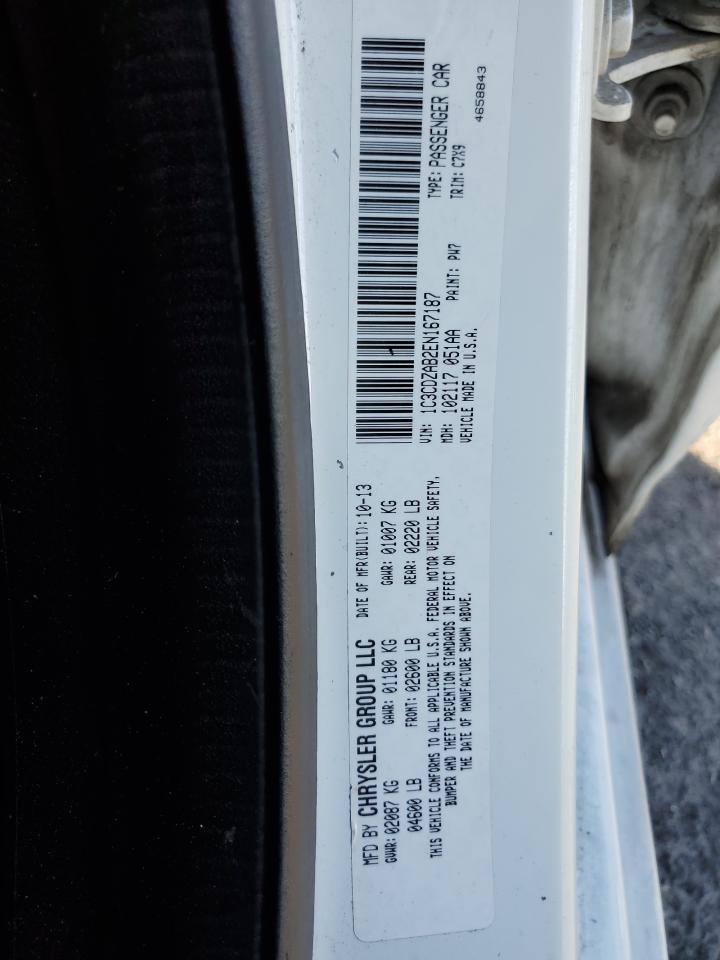 MFD BY CHRYSLER GROUP LLC DATE OF MFR(BUILT): 10-13
GVWR: 02087 KG GAWR: 01180 KG GAWR: 01007 KG
04600 LB FRONT: 02600 LB REAR: 02220 LB
THIS VEHICLE CONFORMS TO ALL APPLICABLE U.S.A. FEDERAL MOTOR VEHICLE SAFETY,
BUMPER AND THEFT PREVENTION STANDARDS IN EFFECT ON
THE DATE OF MANUFACTURE SHOWN ABOVE.
VIN: 1C3CDZAB2EN167187 TYPE: PASSENGER CAR
MDH: 102117 051AA PAINT: PW7 TRIM: C7X9
VEHICLE MADE IN U.S.A.
4658843